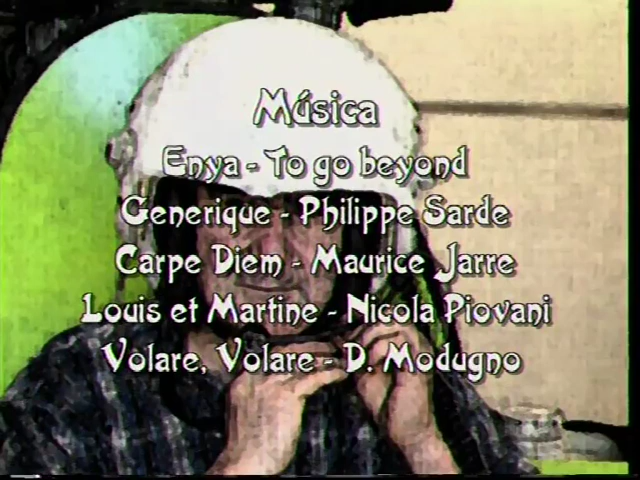 Música
Enya - To go beyond
Generique - Philippe Sarde
Carpe Diem - Maurice Jarre
Louis et Martine - Nicola Piovani
Volare, Volare - D. Modugno